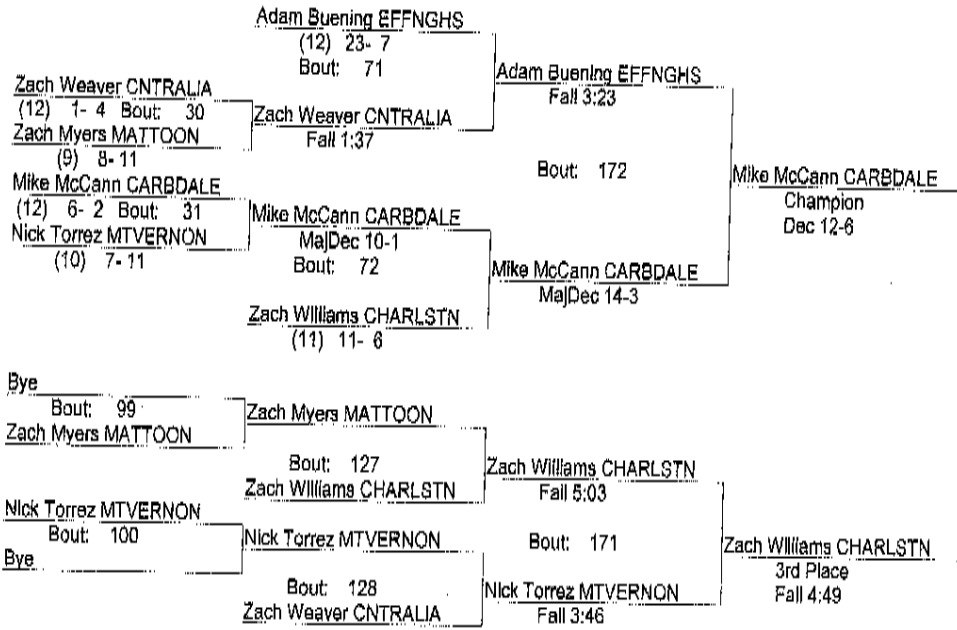 Adam Buening EFFNGHS
(12) 23- 7
Bout: 71
Adam Buening EFFNGHS
Fall 3:23
Zach Weaver CNTRALIA
(12) 1- 4 Bout: 30
Zach Weaver CNTRALIA
Fall 1:37
Zach Myers MATTOON
(9) 8- 11
Bout: 172
Mike McCann CARBDALE
Champion
Dec 12-6
Mike McCann CARBDALE
(12) 6- 2 Bout: 31
Mike McCann CARBDALE
MajDec 10-1
Bout: 72
Nick Torrez MTVERNON
(10) 7- 11
Mike McCann CARBDALE
MajDec 14-3
Zach Williams CHARLSTN
(11) 11- 6
Bye
Bout: 99
Zach Myers MATTOON
Zach Myers MATTOON
Bout: 127
Zach Williams CHARLSTN
Zach Williams CHARLSTN
Fall 5:03
Nick Torrez MTVERNON
Bout: 100
Nick Torrez MTVERNON
Bye
Bout: 171
Zach Williams CHARLSTN
3rd Place
Fall 4:49
Bout: 128
Zach Weaver CNTRALIA
Nick Torrez MTVERNON
Fall 3:46